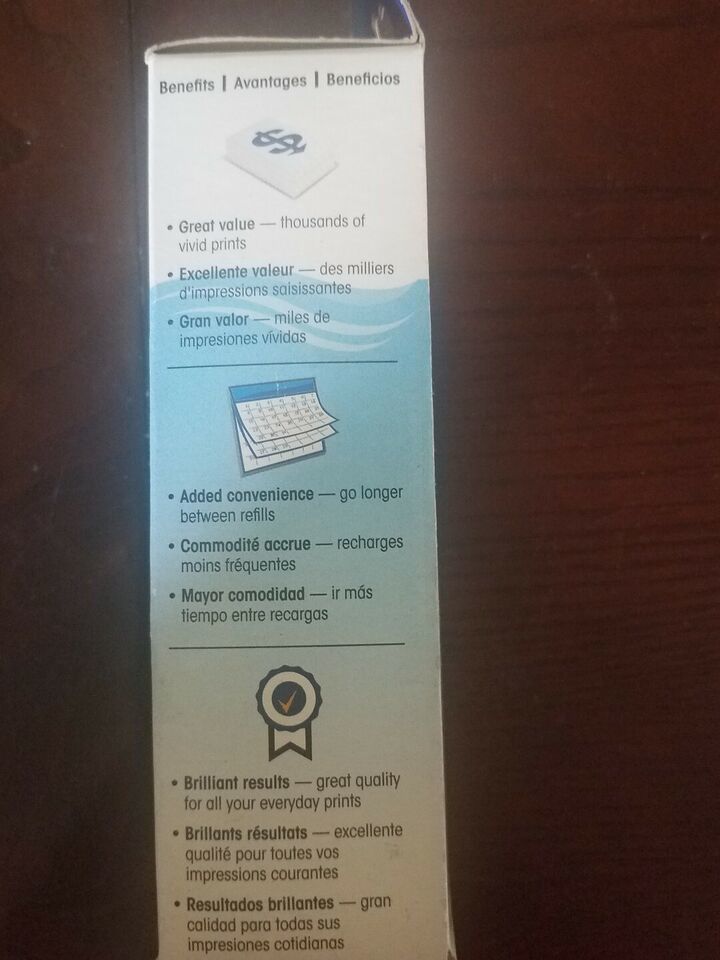 Benefits | Avantages | Beneficios
$
• Great value — thousands of
vivid prints
• Excellente valeur — des milliers
d'impressions saisissantes
• Gran valor — miles de
impresiones vívidas
• Added convenience — go longer
between refills
• Commodité accrue — recharges
moins fréquentes
• Mayor comodidad — ir más
tiempo entre recargas
• Brilliant results — great quality
for all your everyday prints
• Brillants résultats — excellente
qualité pour toutes vos
impressions courantes
• Resultados brillantes — gran
calidad para todas sus
impresiones cotidianas